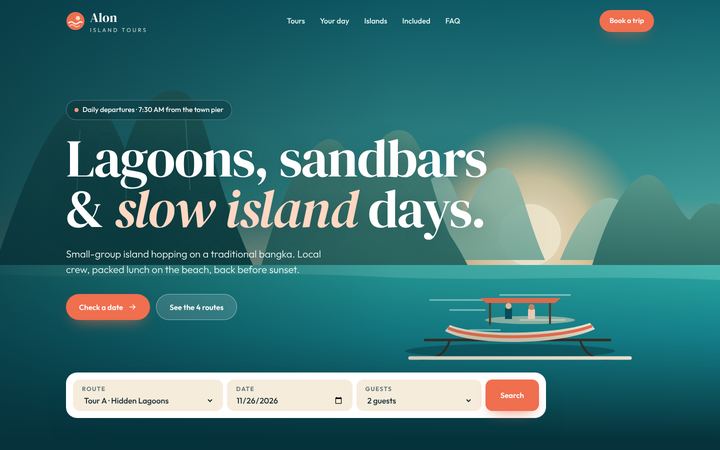 Alon
ISLAND TOURS
Tours
Your day
Islands
Included
FAQ
Book a trip
Daily departures · 7:30 AM from the town pier
Lagoons, sandbars
& slow island days.
Small-group island hopping on a traditional bangka. Local
crew, packed lunch on the beach, back before sunset.
Check a date →
See the 4 routes
ROUTE
Tour A · Hidden Lagoons
DATE
11/26/2026
GUESTS
2 guests
Search